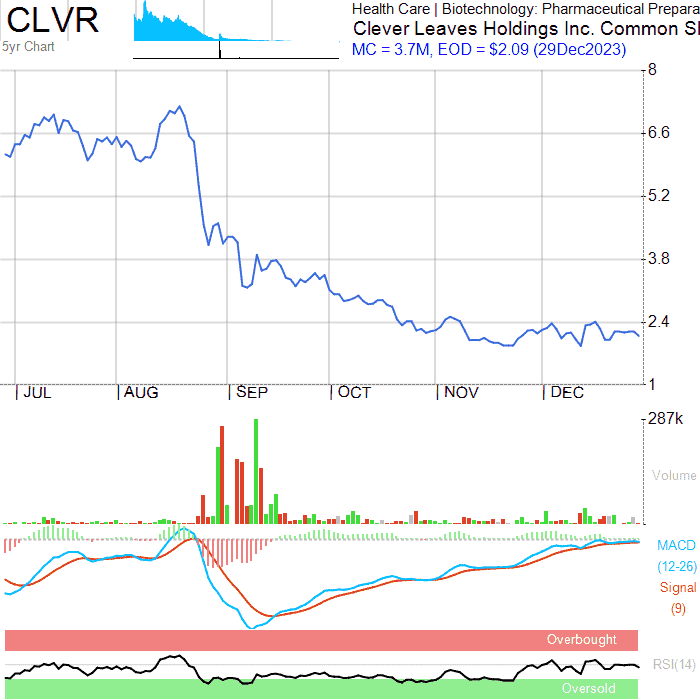 CLVR
5yr Chart
Health Care | Biotechnology: Pharmaceutical Prepara
Clever Leaves Holdings Inc. Common S
MC = 3.7M, EOD = $2.09 (29Dec2023)
8
6.6
5.2
3.8
2.4
1
JUL AUG SEP OCT NOV DEC
287k
Volume
MACD
(12-26)
Signal
(9)
Overbought
RSI(14)
Oversold